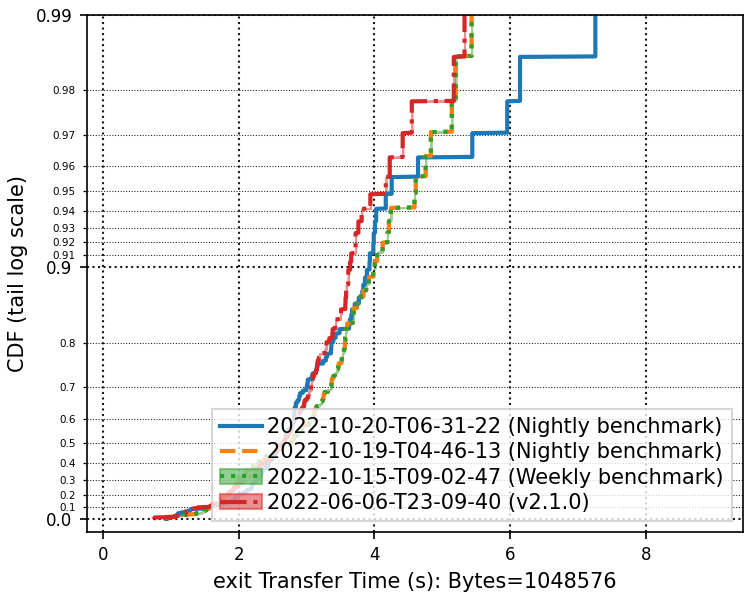 0.99
0.98
0.97
0.96
0.95
0.94
0.93
0.92
0.91
0.9
0.8
0.7
0.6
0.5
0.4
0.3
0.2
0.1
0.0
CDF (tail log scale)
2022-10-20-T06-31-22 (Nightly benchmark)
2022-10-19-T04-46-13 (Nightly benchmark)
2022-10-15-T09-02-47 (Weekly benchmark)
2022-06-06-T23-09-40 (v2.1.0)
0 2 4 6 8
exit Transfer Time (s): Bytes=1048576